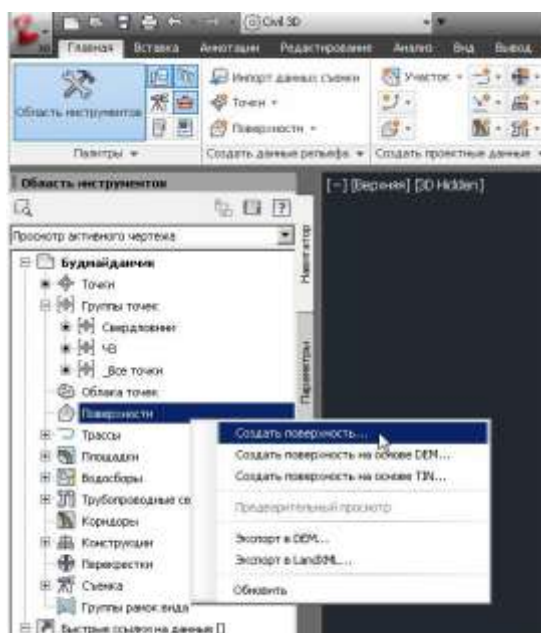 Civil 3D
Главная Вставка Аннотации Редактирование Анализ Вид Вывод
Импорт данных съемки
Участок
Область инструментов
Точки
Поверхности
Палитры
Создать данные рельефа
Создать проектные данные
Область инструментов
[-] [Верхняя] [3D Hidden]
Просмотр активного чертежа
Навигатор
Параметры
Будмайданчик
Точки
Группы точек
ЧВ
_Все точки
Облака точек
Поверхности
Трассы
Площадки
Водосборы
Трубопроводные се
Коридоры
Конструкции
Перекрестки
Съемка
Группы рамок вида
Быстрые ссылки на данные []
Создать поверхность...
Создать поверхность на основе DEM...
Создать поверхность на основе TIN...
Предварительный просмотр
Экспорт в DEM...
Экспорт в LandXML...
Обновить